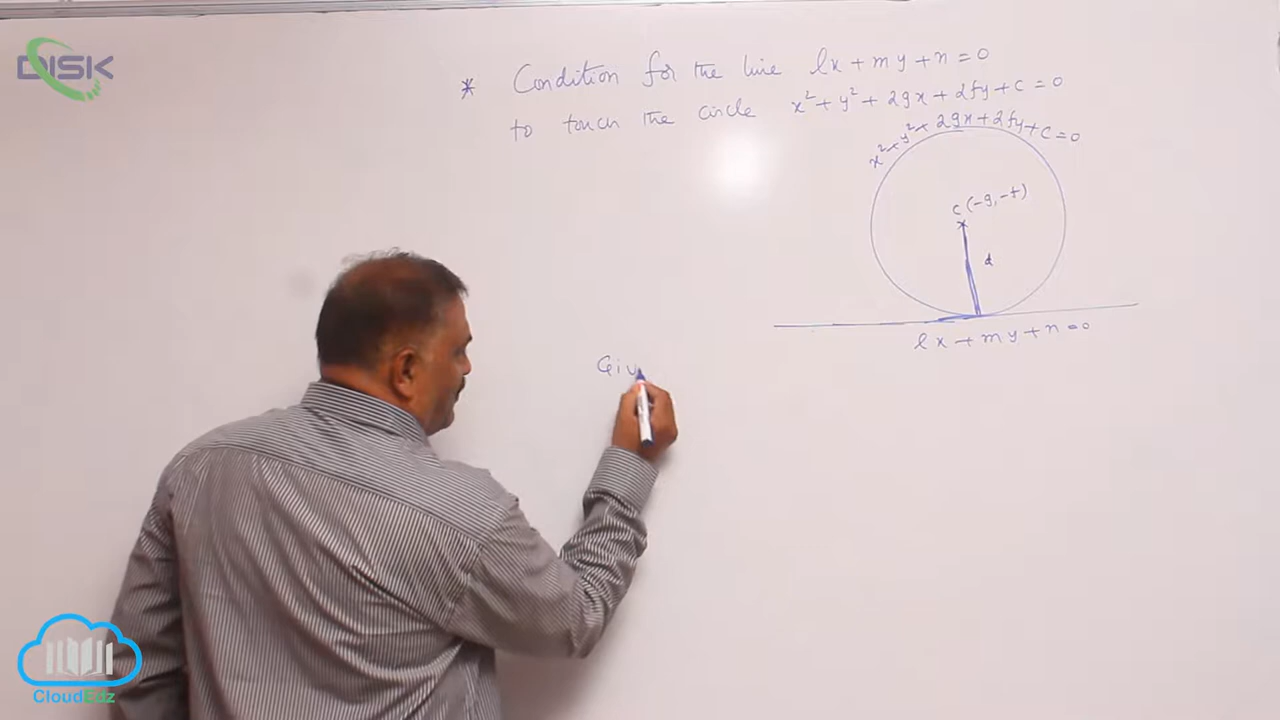 DISK
* Condition for the line lx + my + n = 0
to touch the circle x² + y² + 2gx + 2fy + c = 0
x² + y² + 2gx + 2fy + c = 0
C (-g, -f)
d
lx + my + n = 0
Giv
CloudEdz